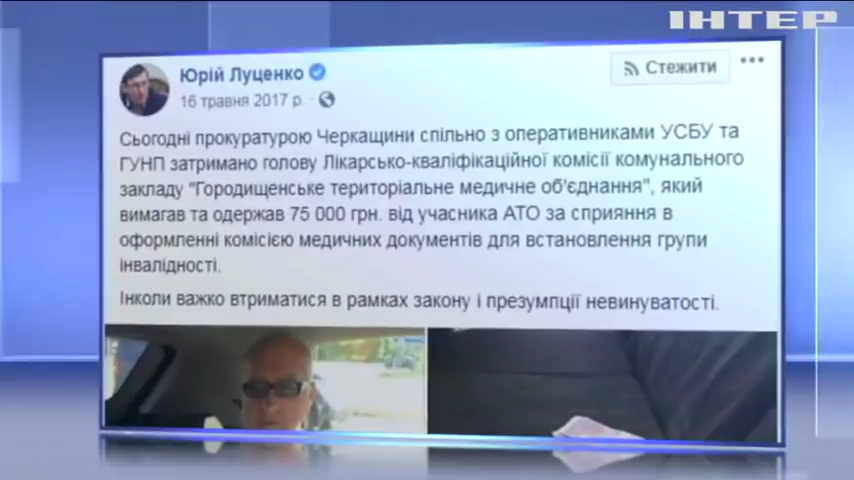 ІНТЕР
Юрій Луценко
Стежити
16 травня 2017 р. ·
Сьогодні прокуратурою Черкащини спільно з оперативниками УСБУ та
ГУНП затримано голову Лікарсько-кваліфікаційної комісії комунального
закладу "Городищенське територіальне медичне об'єднання", який
вимагав та одержав 75 000 грн. від учасника АТО за сприяння в
оформленні комісією медичних документів для встановлення групи
інвалідності.
Інколи важко втриматися в рамках закону і презумпції невинуватості.